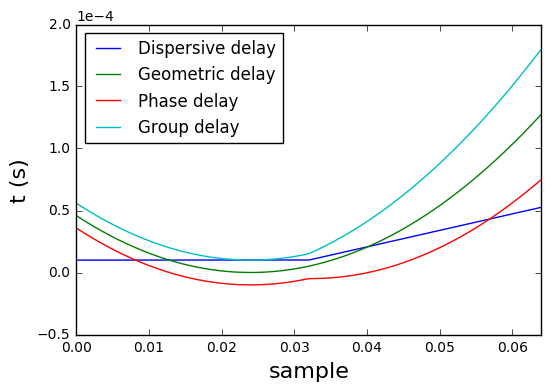 1e−4
2.0
1.5
1.0
0.5
0.0
−0.5
t (s)
Dispersive delay
Geometric delay
Phase delay
Group delay
0.00 0.01 0.02 0.03 0.04 0.05 0.06
sample